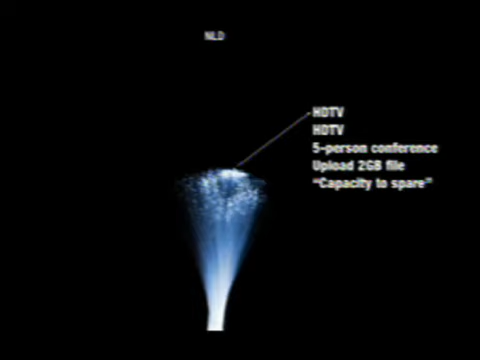 NLD
HDTV
HDTV
5-person conference
Upload 2GB file
“Capacity to spare”